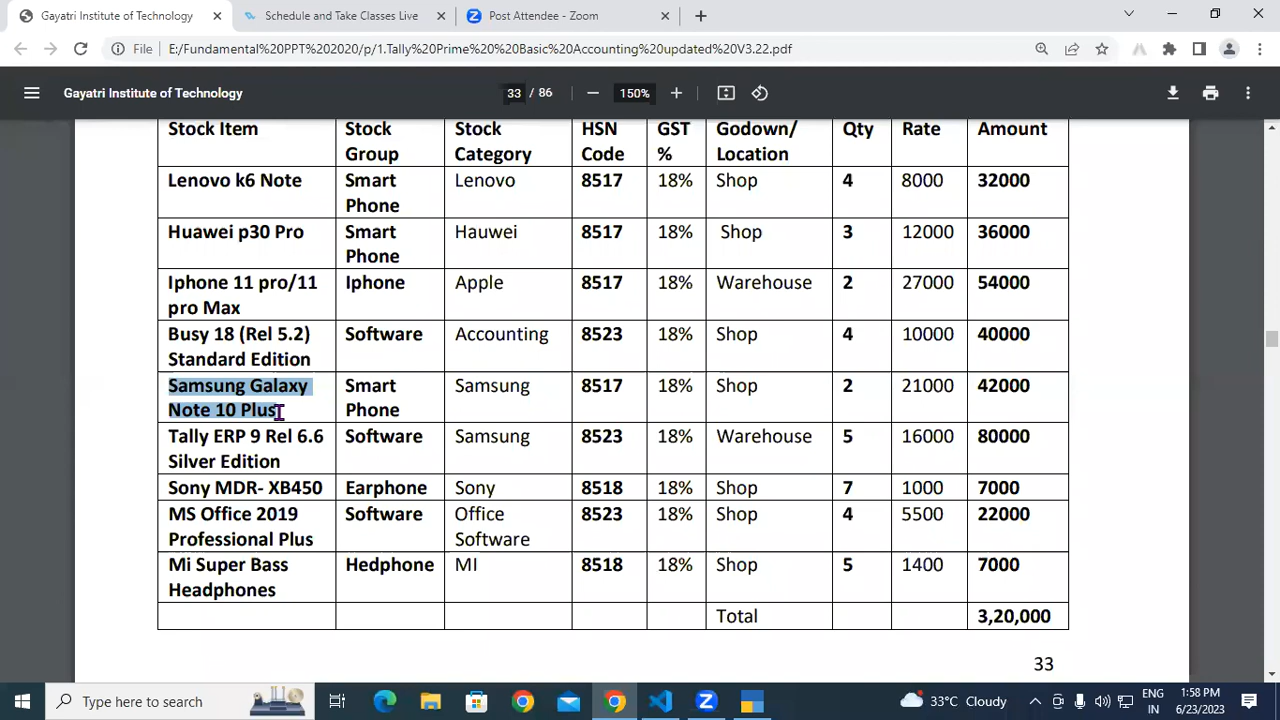 Gayatri Institute of Technology
Schedule and Take Classes Live
Post Attendee - Zoom
File E:/Fundamental%20PPT%202020/p/1.Tally%20Prime%20%20Basic%20Accounting%20updated%20V3.22.pdf
Gayatri Institute of Technology 33 / 86 150%
Stock Item Stock Group Stock Category HSN Code GST % Godown/ Location Qty Rate Amount
Lenovo k6 Note Smart Phone Lenovo 8517 18% Shop 4 8000 32000
Huawei p30 Pro Smart Phone Hauwei 8517 18% Shop 3 12000 36000
Iphone 11 pro/11 pro Max Iphone Apple 8517 18% Warehouse 2 27000 54000
Busy 18 (Rel 5.2) Standard Edition Software Accounting 8523 18% Shop 4 10000 40000
Samsung Galaxy Note 10 Plus Smart Phone Samsung 8517 18% Shop 2 21000 42000
Tally ERP 9 Rel 6.6 Silver Edition Software Samsung 8523 18% Warehouse 5 16000 80000
Sony MDR- XB450 Earphone Sony 8518 18% Shop 7 1000 7000
MS Office 2019 Professional Plus Software Office Software 8523 18% Shop 4 5500 22000
Mi Super Bass Headphones Hedphone MI 8518 18% Shop 5 1400 7000
Total 3,20,000
33
Type here to search
33°C Cloudy
ENG
IN
1:58 PM
6/23/2023